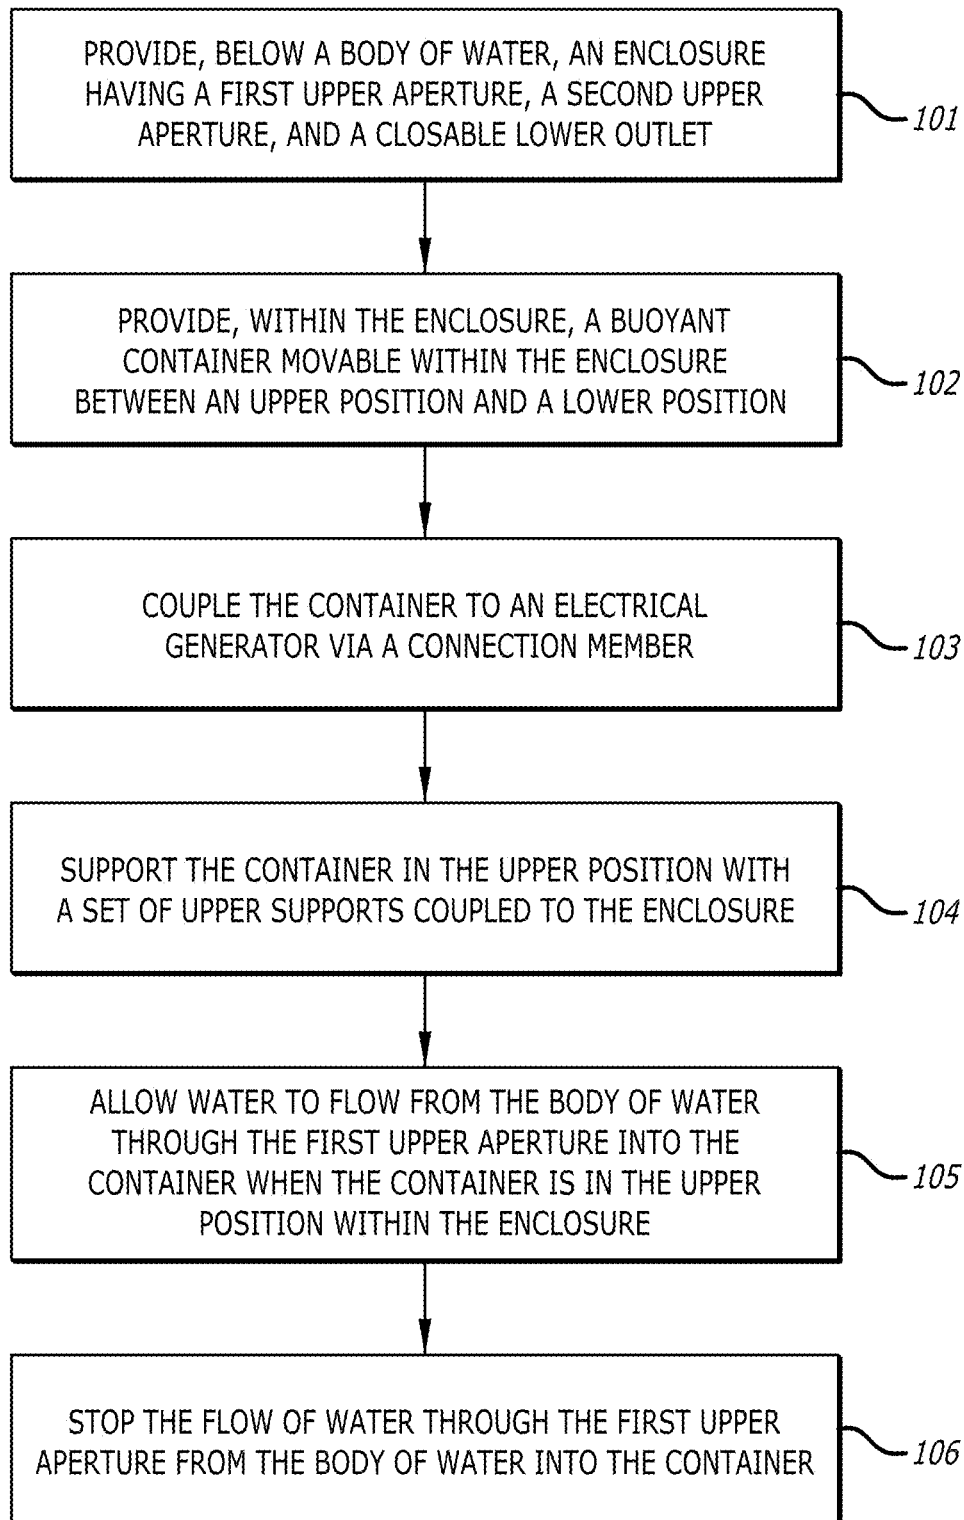 PROVIDE, BELOW A BODY OF WATER, AN ENCLOSURE
HAVING A FIRST UPPER APERTURE, A SECOND UPPER
APERTURE, AND A CLOSABLE LOWER OUTLET
101
PROVIDE, WITHIN THE ENCLOSURE, A BUOYANT
CONTAINER MOVABLE WITHIN THE ENCLOSURE
BETWEEN AN UPPER POSITION AND A LOWER POSITION
102
COUPLE THE CONTAINER TO AN ELECTRICAL
GENERATOR VIA A CONNECTION MEMBER
103
SUPPORT THE CONTAINER IN THE UPPER POSITION WITH
A SET OF UPPER SUPPORTS COUPLED TO THE ENCLOSURE
104
ALLOW WATER TO FLOW FROM THE BODY OF WATER
THROUGH THE FIRST UPPER APERTURE INTO THE
CONTAINER WHEN THE CONTAINER IS IN THE UPPER
POSITION WITHIN THE ENCLOSURE
105
STOP THE FLOW OF WATER THROUGH THE FIRST UPPER
APERTURE FROM THE BODY OF WATER INTO THE CONTAINER
106